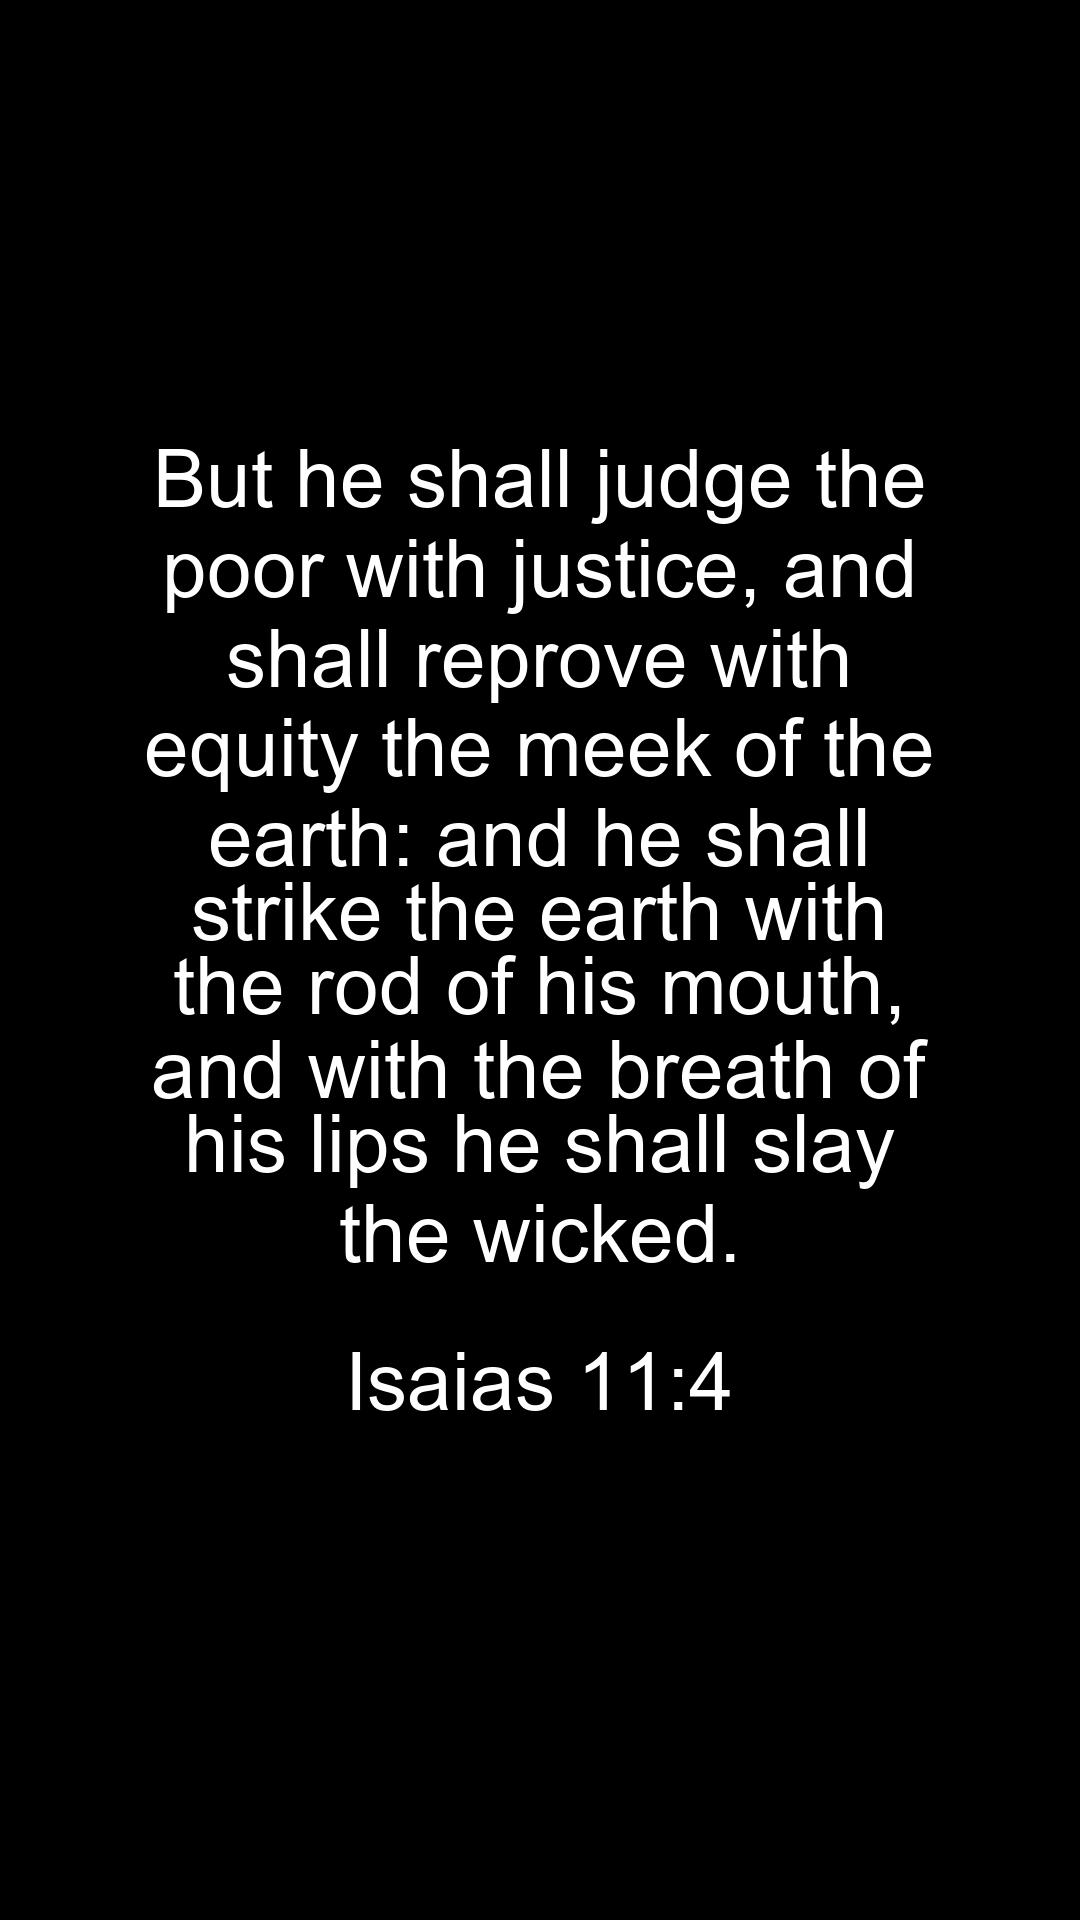 But he shall judge the
poor with justice, and
shall reprove with
equity the meek of the
earth: and he shall
strike the earth with
the rod of his mouth,
and with the breath of
his lips he shall slay
the wicked.
Isaias 11:4